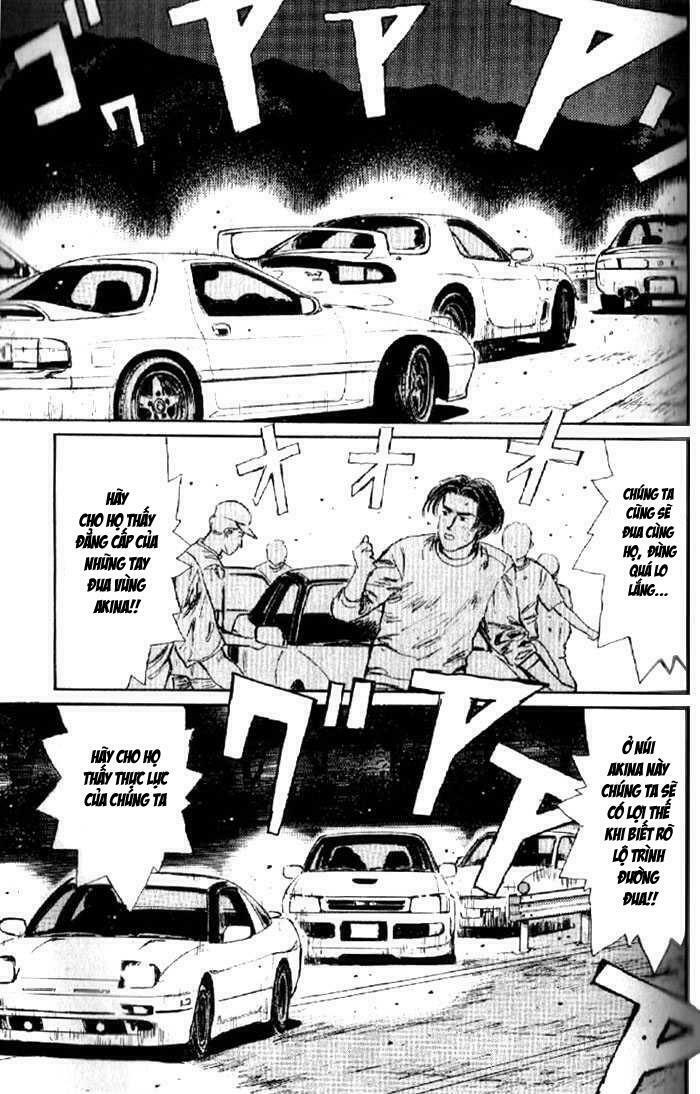 ゴ
ク
ア
ア
ア
ア
CHÚNG TA
CŨNG SẼ
ĐUA CÙNG
HỌ, ĐỪNG
QUÁ LO
LẮNG...
オ
オ
オ
HÃY
CHO HỌ THẤY
ĐẲNG CẤP CỦA
NHỮNG TAY
ĐUA VÙNG
AKINA!!
Ở NÚI
AKINA NÀY
CHÚNG TA SẼ
CÓ LỢI THẾ
KHI BIẾT RÕ
LỘ TRÌNH
ĐƯỜNG
ĐUA!!
グ
ア
ア
ア
HÃY CHO HỌ
THẤY THỰC LỰC
CỦA CHÚNG TA